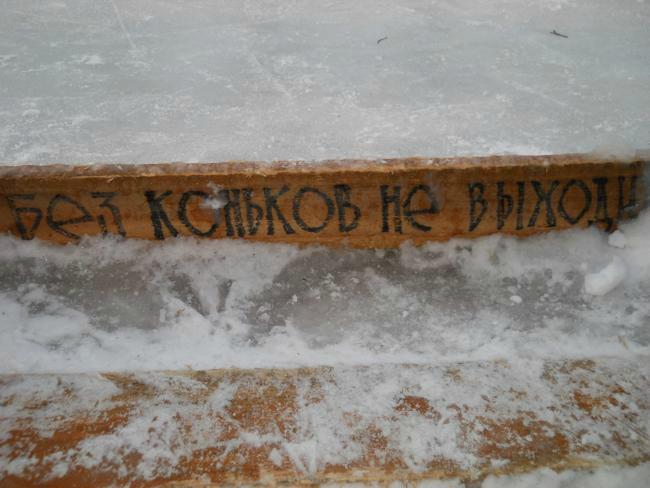 Без коньков не выходи